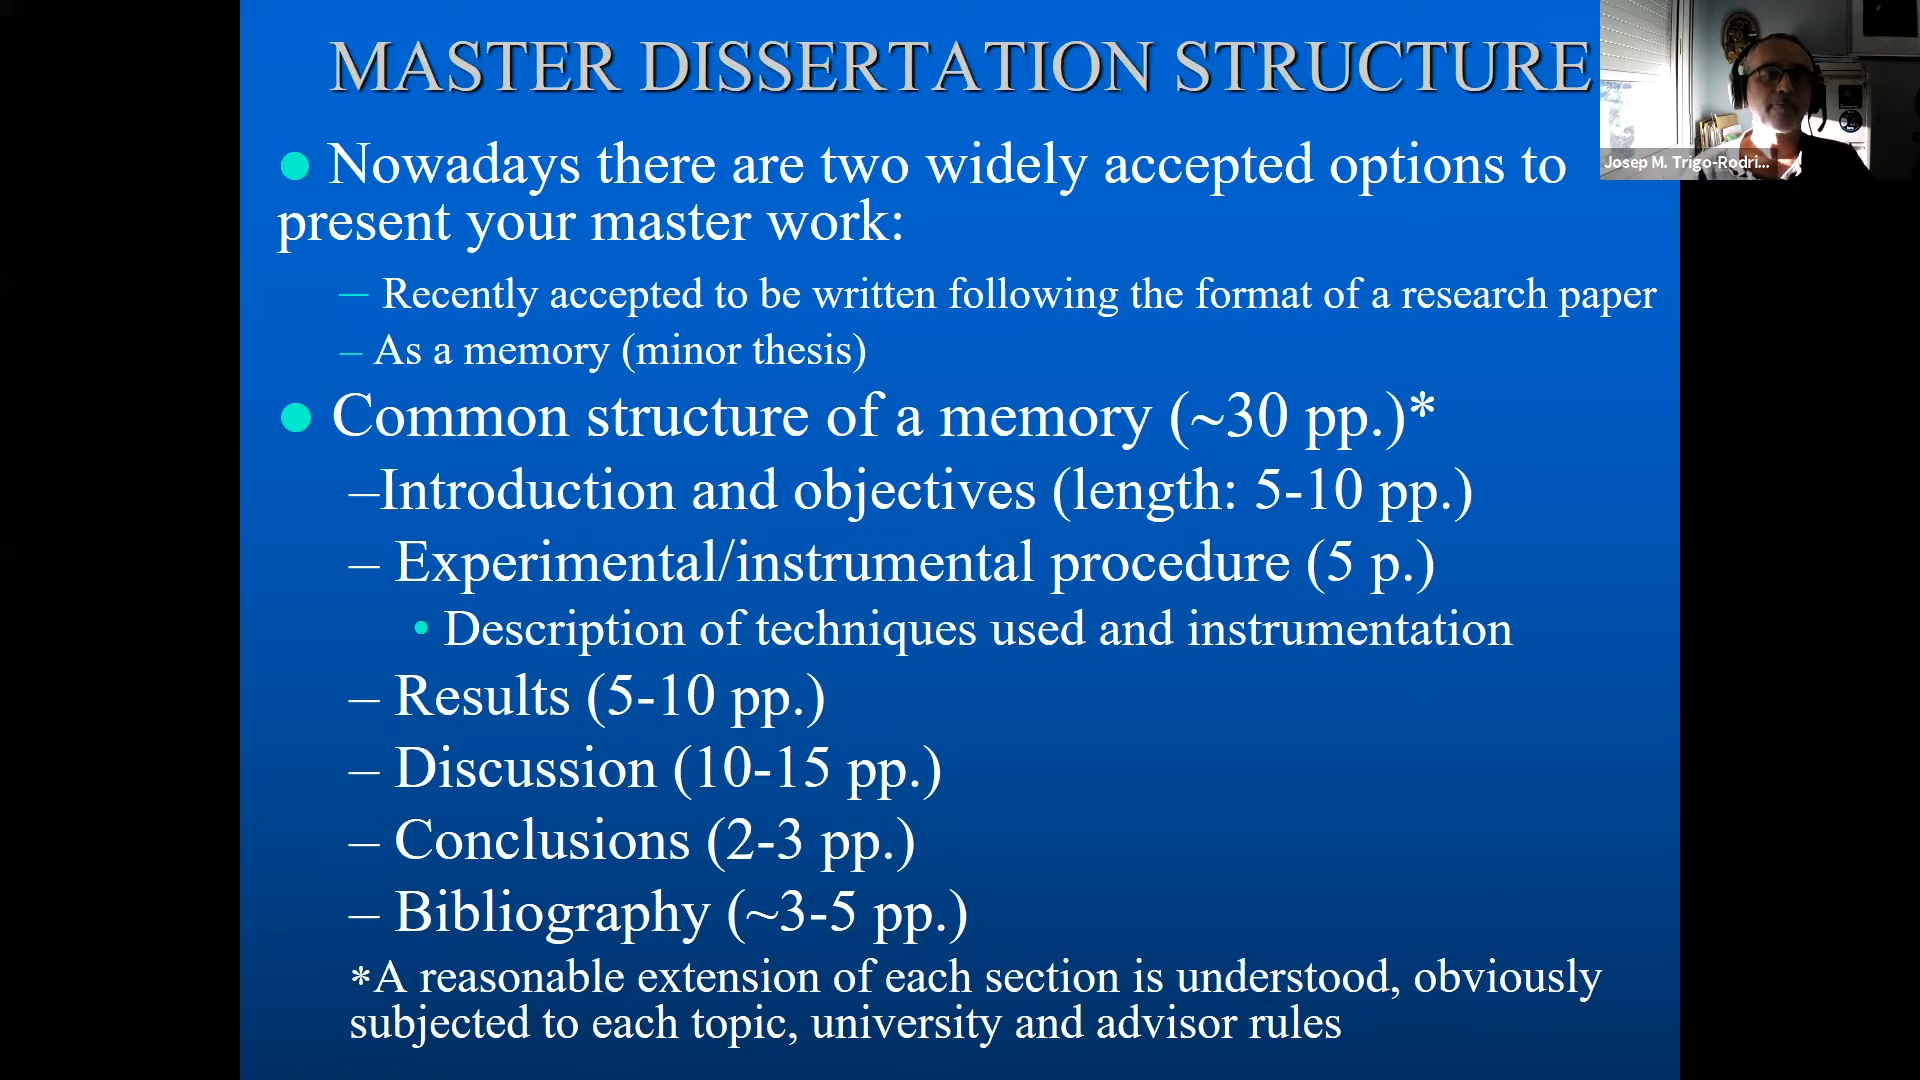 MASTER DISSERTATION STRUCTURE
● Nowadays there are two widely accepted options to
present your master work:
– Recently accepted to be written following the format of a research paper
– As a memory (minor thesis)
● Common structure of a memory (~30 pp.)*
–Introduction and objectives (length: 5-10 pp.)
– Experimental/instrumental procedure (5 p.)
• Description of techniques used and instrumentation
– Results (5-10 pp.)
– Discussion (10-15 pp.)
– Conclusions (2-3 pp.)
– Bibliography (~3-5 pp.)
*A reasonable extension of each section is understood, obviously
subjected to each topic, university and advisor rules
Josep M. Trigo-Rodri...